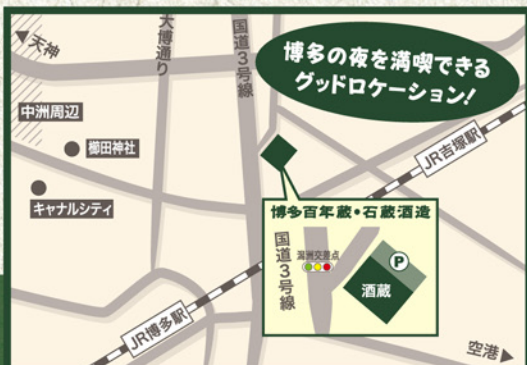 天神
大博通り
国道3号線
博多の夜を満喫できる
グッドロケーション!
中洲周辺
櫛田神社
キャナルシティ
JR吉塚駅
博多百年蔵・石蔵酒造
国道3号線
P
酒蔵
JR博多駅
空港